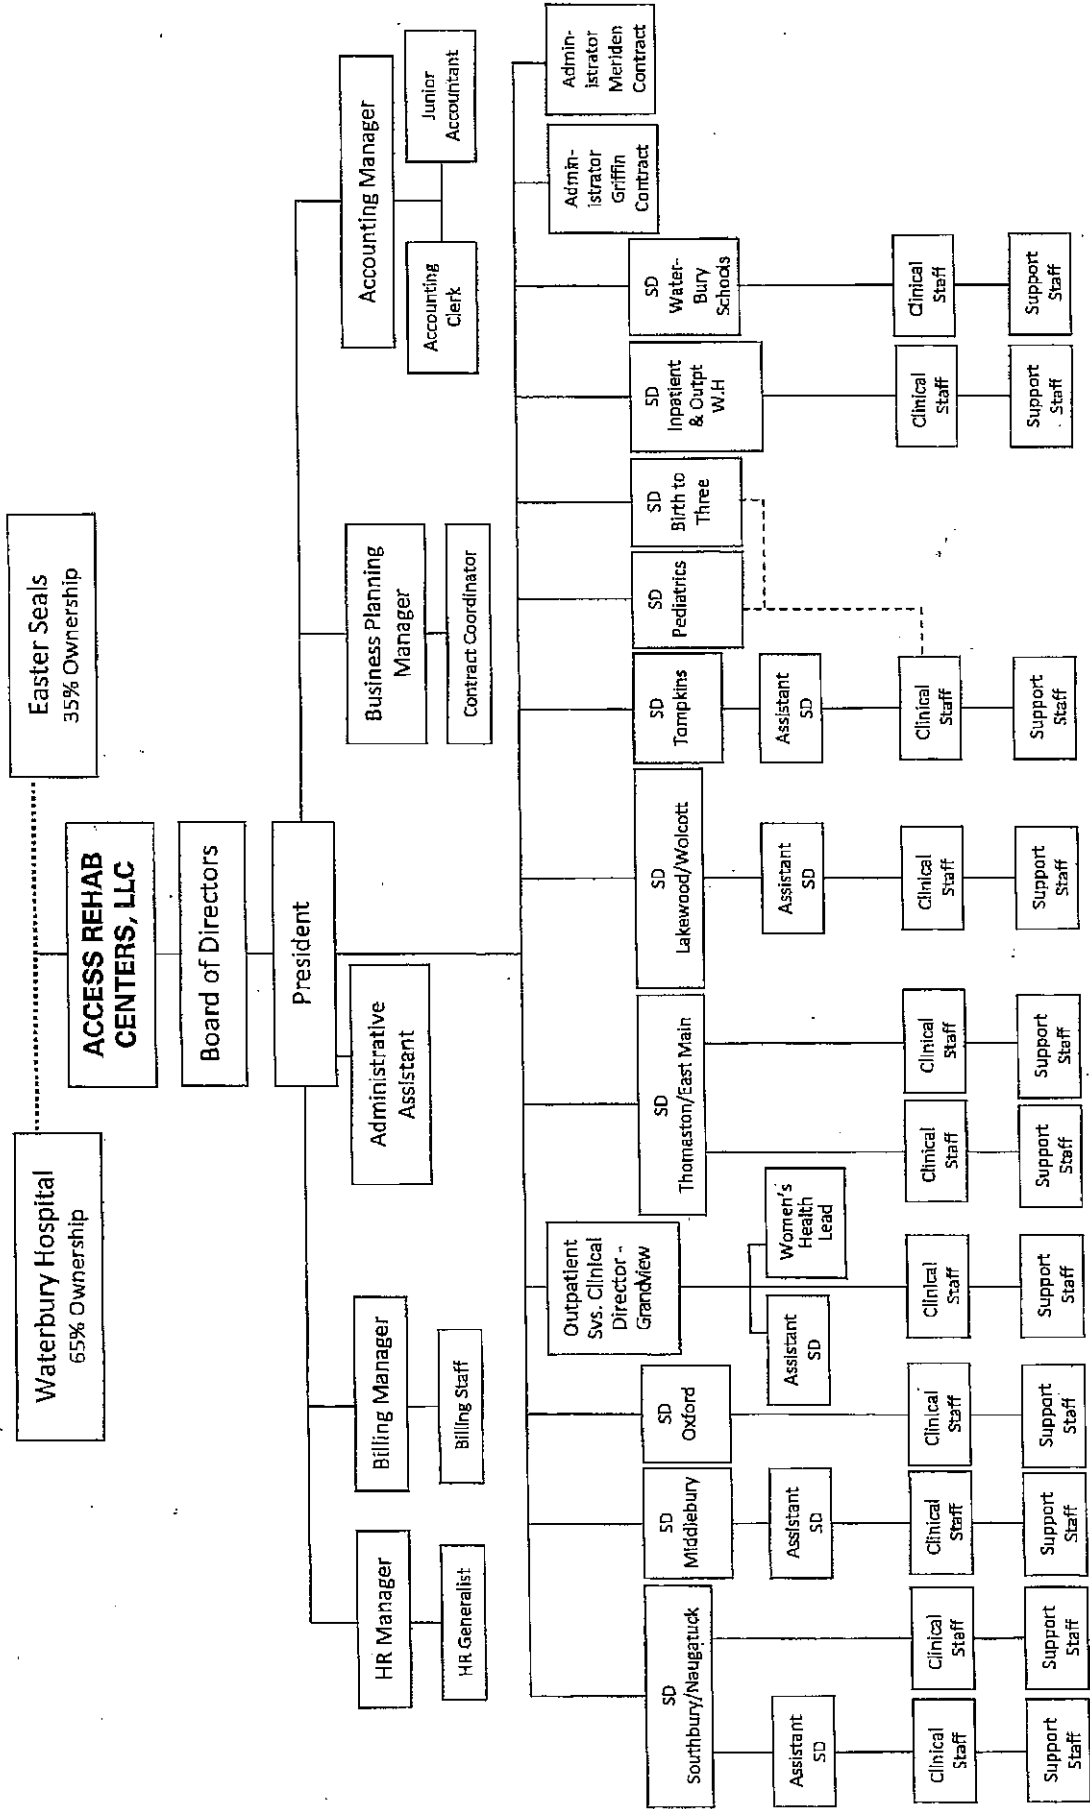 Waterbury Hospital
65% Ownership
Easter Seals
35% Ownership
ACCESS REHAB
CENTERS, LLC
Board of Directors
President
Administrative
Assistant
HR Manager
HR Generalist
Billing Manager
Billing Staff
Business Planning
Manager
Contract Coordinator
Accounting Manager
Accounting
Clerk
Junior
Accountant
SD
Southbury/Naugatuck
SD
Middlebury
SD
Oxford
Outpatient
Svs. Clinical
Director -
GrandView
SD
Thomaston/East Main
SD
Lakewood/Wolcott
SD
Tompkins
SD
Pediatrics
SD
Birth to
Three
SD
Inpatient
& Outpt
W.H
SD
Water-
Bury
Schools
Admin-
istrator
Griffin
Contract
Admin-
istrator
Meriden
Contract
Assistant
SD
Assistant
SD
Assistant
SD
Women's
Health
Lead
Assistant
SD
Assistant
SD
Clinical
Staff
Clinical
Staff
Clinical
Staff
Clinical
Staff
Clinical
Staff
Clinical
Staff
Clinical
Staff
Clinical
Staff
Clinical
Staff
Clinical
Staff
Clinical
Staff
Support
Staff
Support
Staff
Support
Staff
Support
Staff
Support
Staff
Support
Staff
Support
Staff
Support
Staff
Support
Staff
Support
Staff
Support
Staff